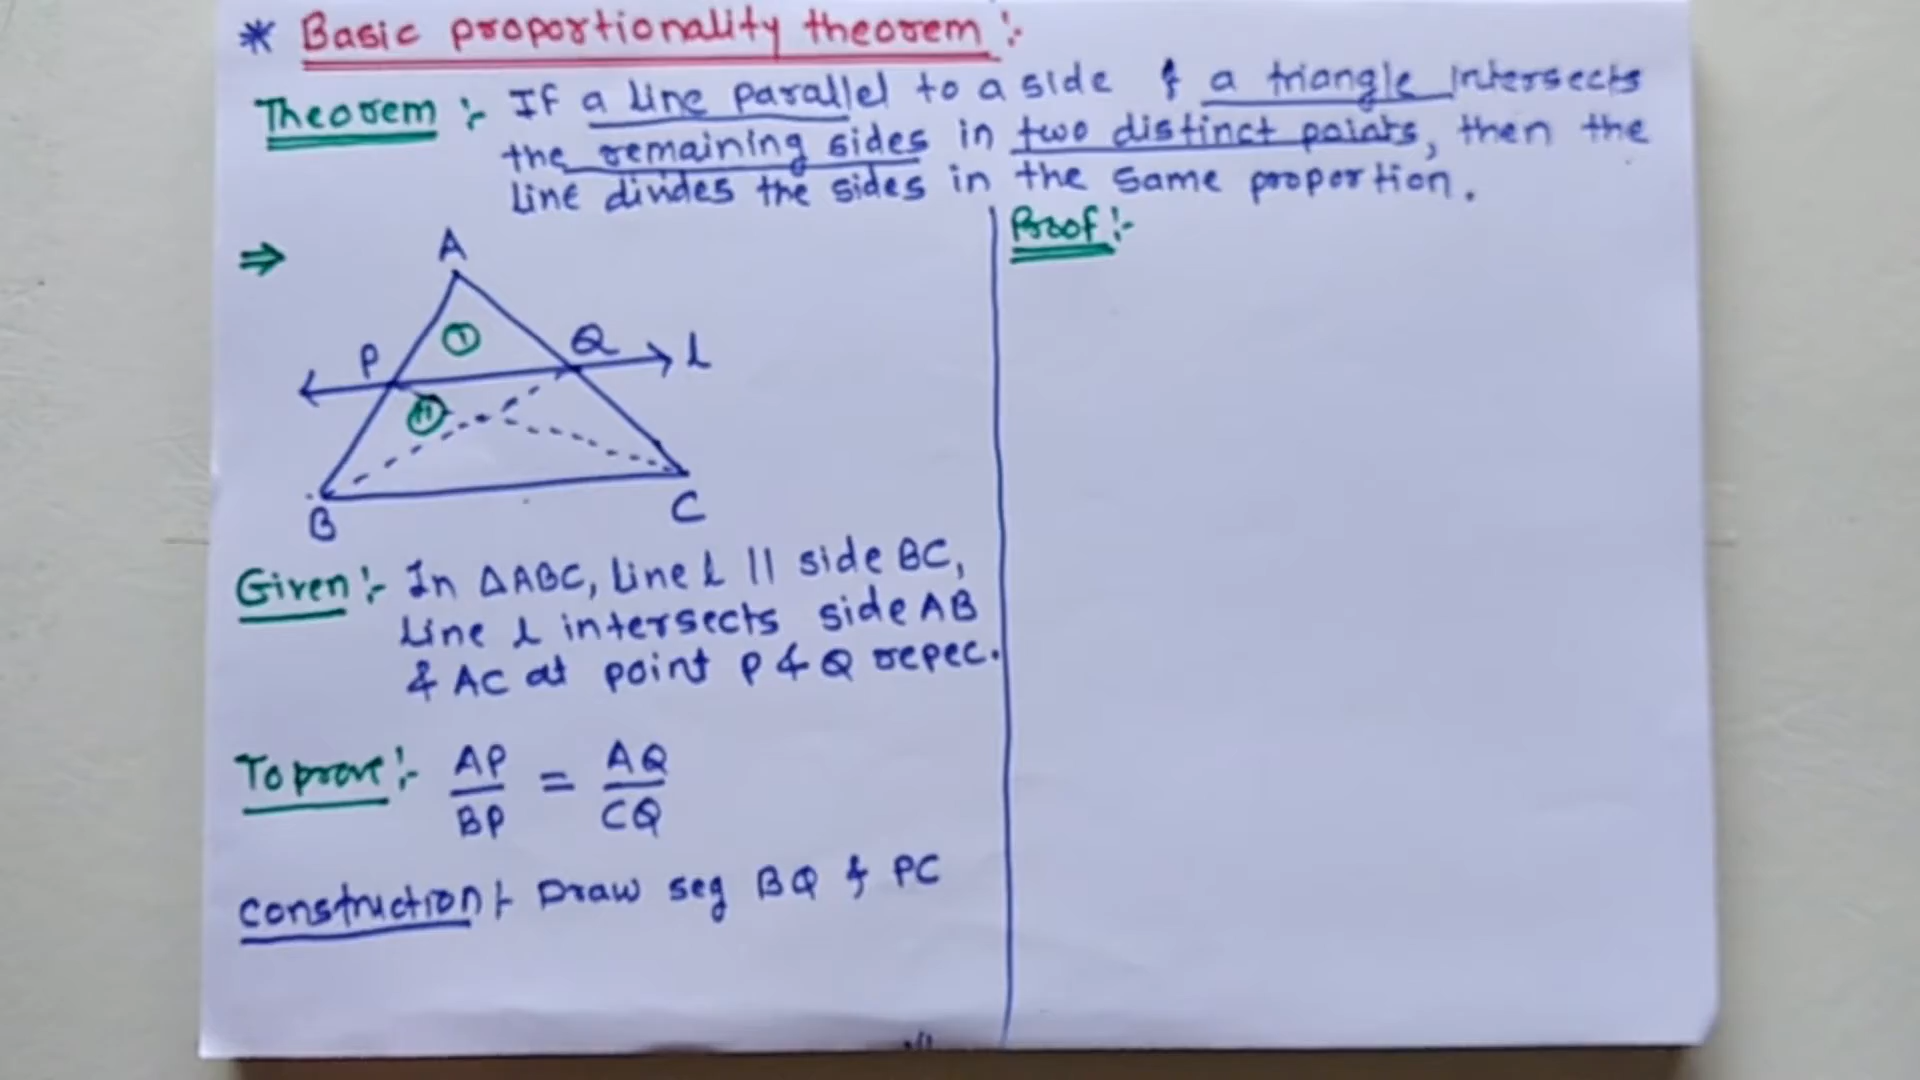 * Basic proportionality theorem :-
Theorem :- If a line parallel to a side & a triangle intersects
the remaining sides in two distinct points, then the
line divides the sides in the same proportion.
⇒
A
P
Q
l
I
II
B
C
Given :- In ΔABC, Line l || side BC,
Line l intersects side AB
& AC at point P & Q repec.
To prove :- AP/BP = AQ/CQ
construction :- Draw seg BQ & PC
Proof :-